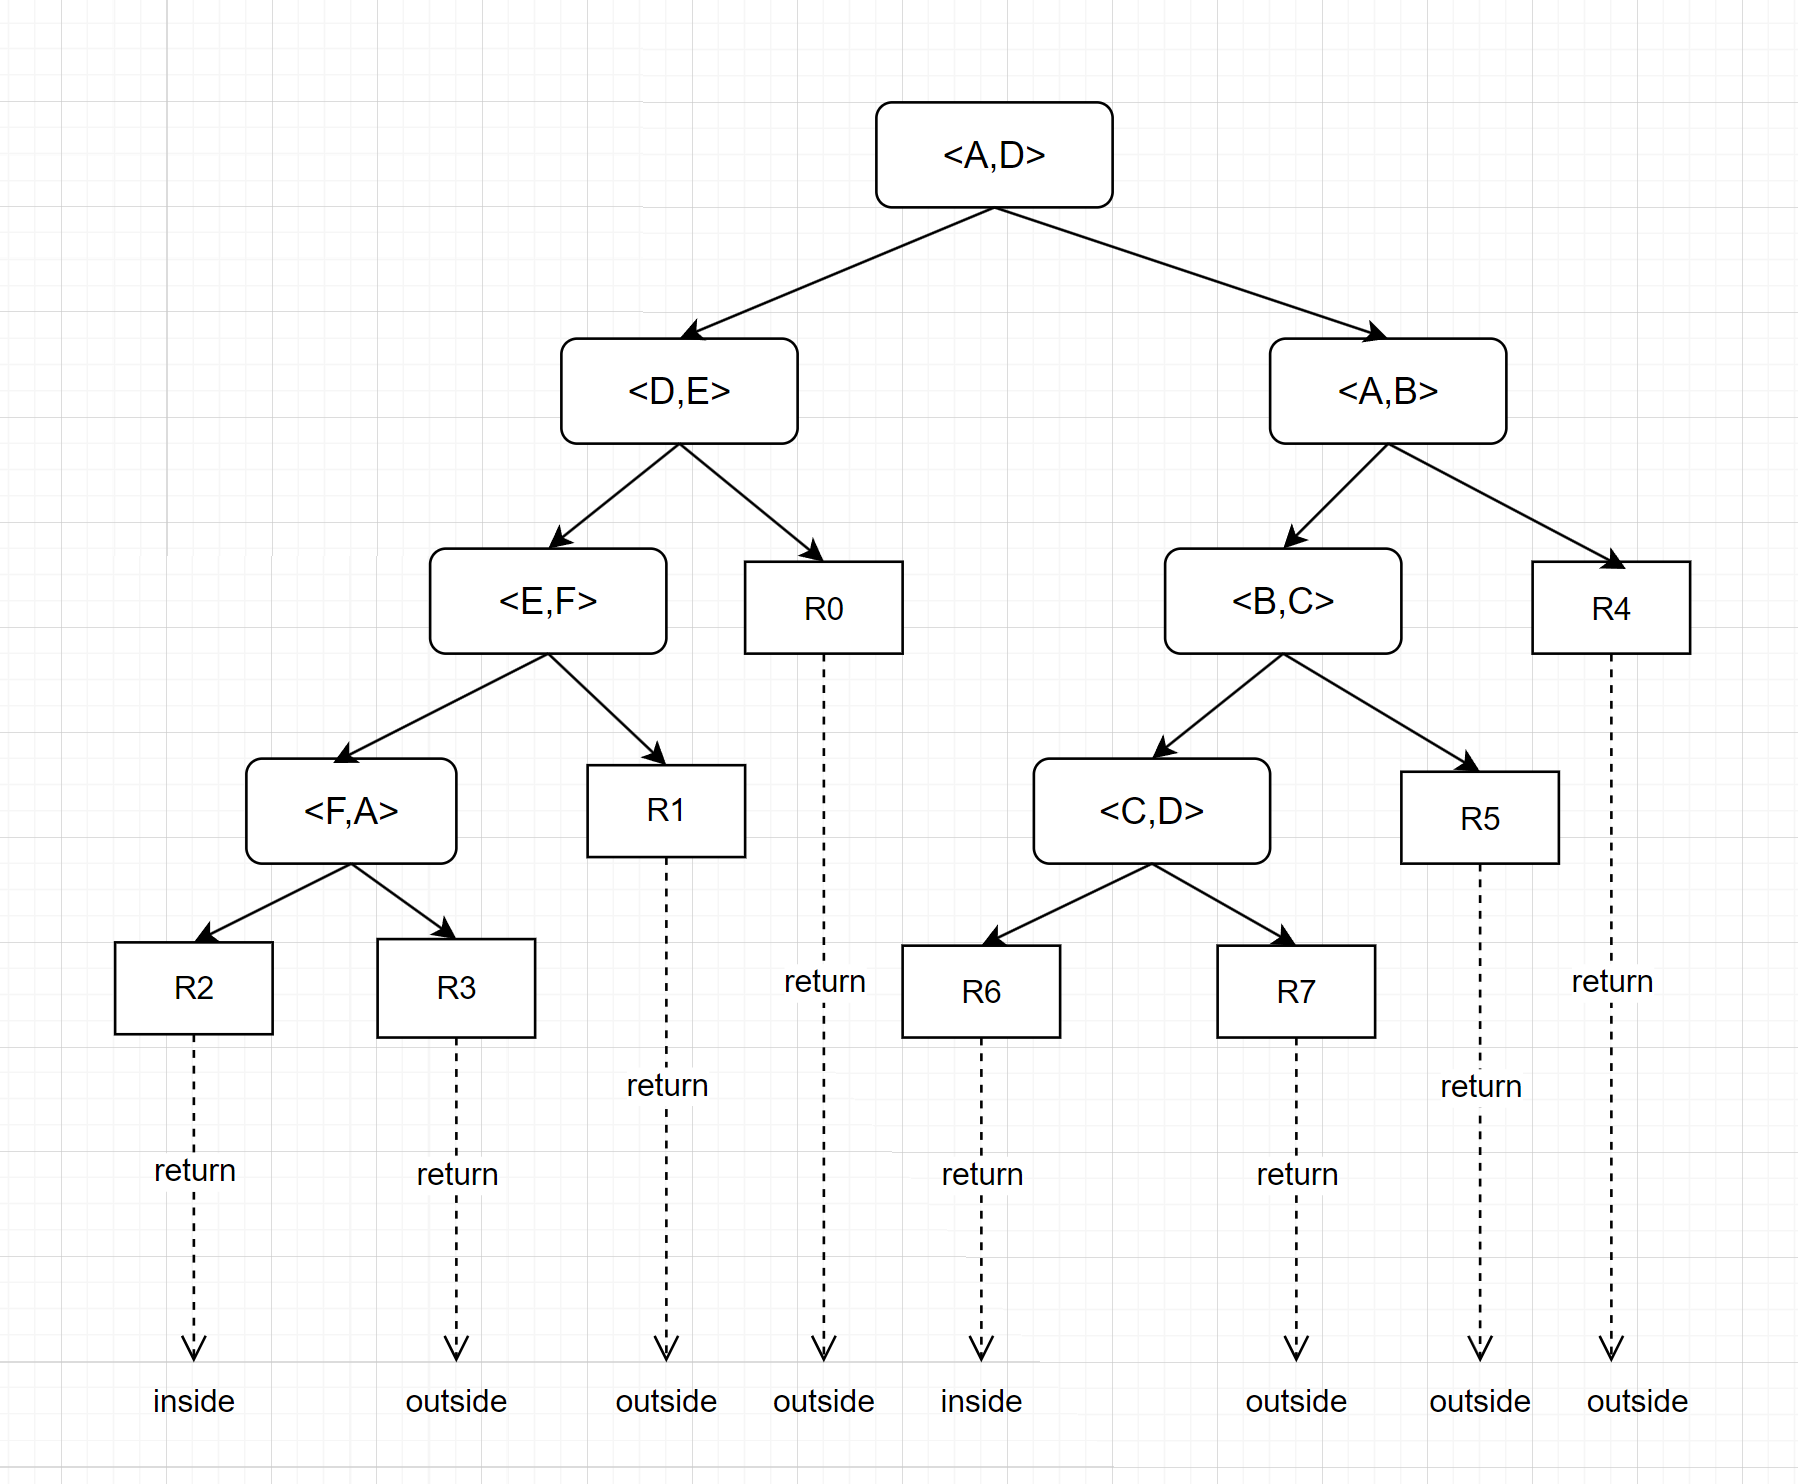 <A,D>
<D,E>
<A,B>
<E,F>
R0
<B,C>
R4
<F,A>
R1
<C,D>
R5
R2
R3
R6
R7
return
return
return
return
return
return
return
return
inside
outside
outside
outside
inside
outside
outside
outside